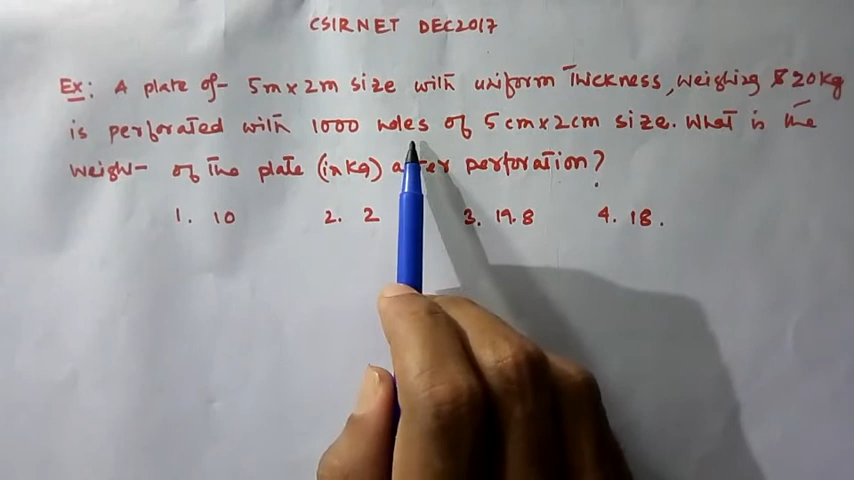 CSIRNET DEC2017
Ex: A plate of 5m x 2m size with uniform Thickness, weighing 20kg
is perforated with 1000 holes of 5cm x 2cm size. What is the
weigh of The plate (in kg) after perforation?
1. 10 2. 2 3. 19.8 4. 18.